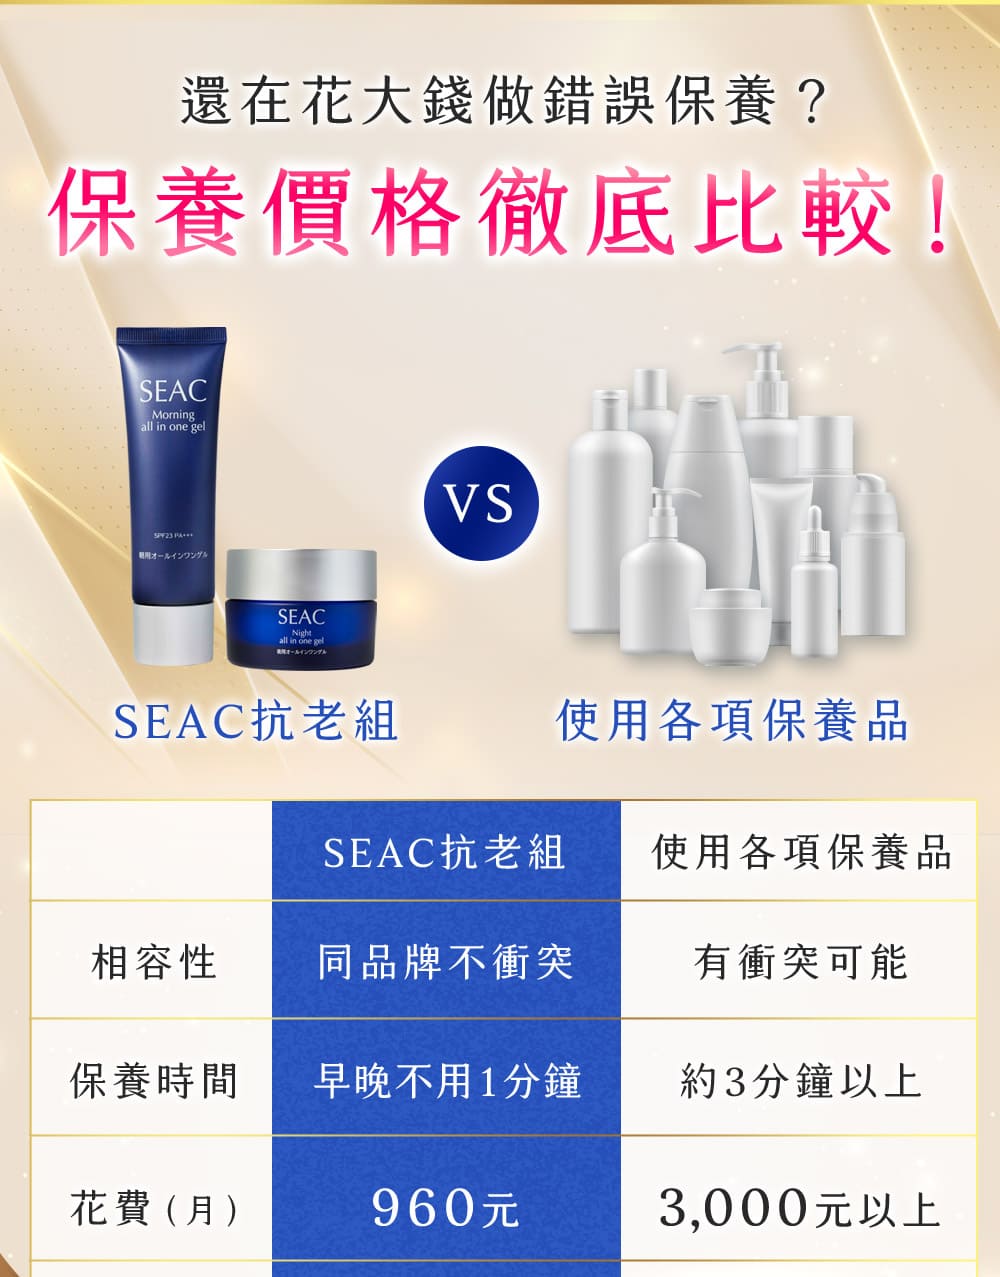 還在花大錢做錯誤保養?
保養價格徹底比較!
SEAC
Morning
all in one gel
SPF23 PA+++
朝用オールインワンゲル
VS
SEAC
Night
all in one gel
夜用オールインワンゲル
SEAC抗老組
使用各項保養品
SEAC抗老組 使用各項保養品
相容性 同品牌不衝突 有衝突可能
保養時間 早晚不用1分鐘 約3分鐘以上
花費(月) 960元 3,000元以上